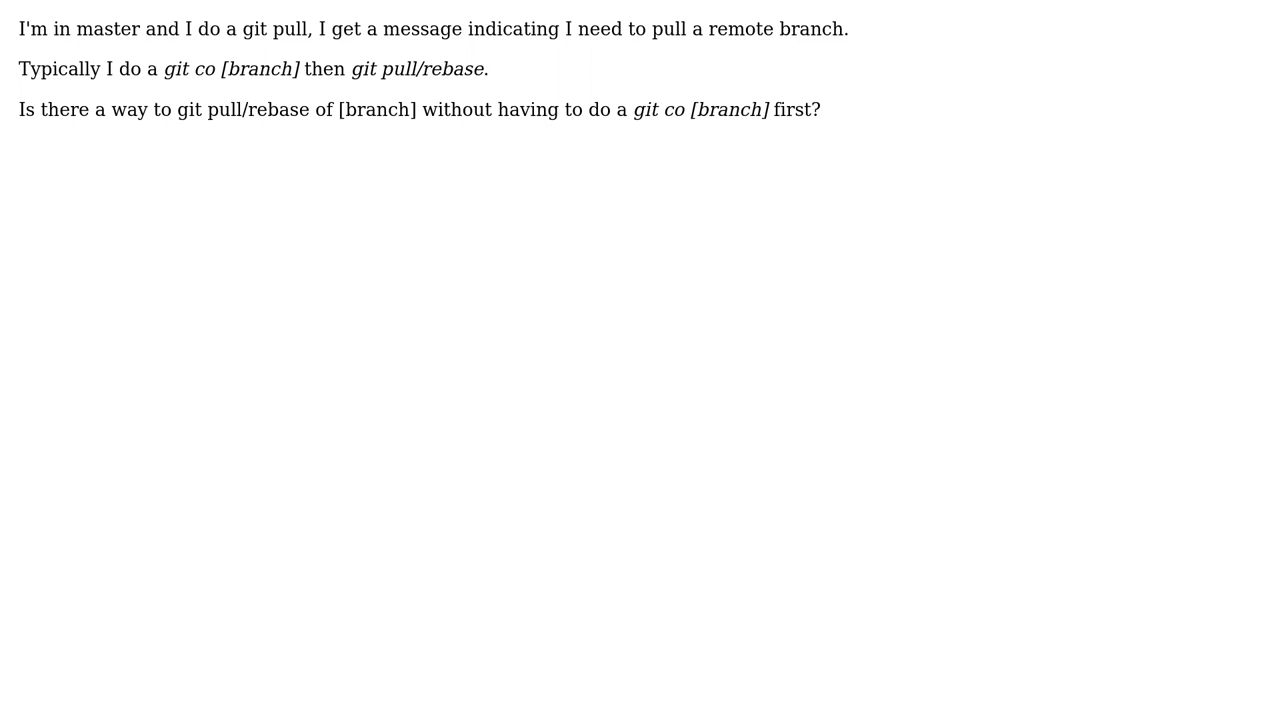 I'm in master and I do a git pull, I get a message indicating I need to pull a remote branch.
Typically I do a git co [branch] then git pull/rebase.
Is there a way to git pull/rebase of [branch] without having to do a git co [branch] first?